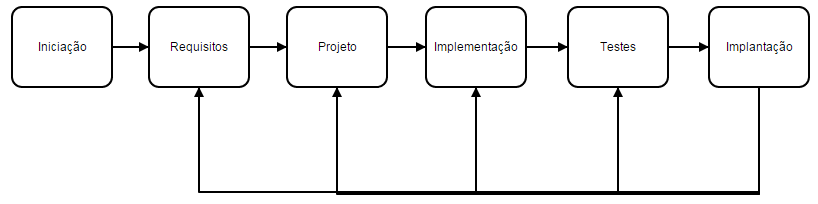 Iniciação
Requisitos
Projeto
Implementação
Testes
Implantação